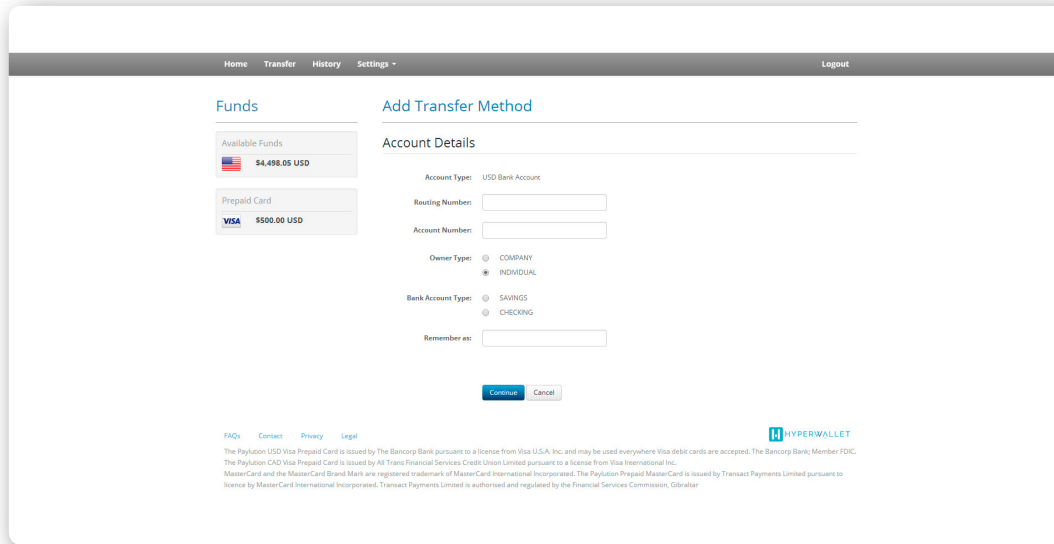 Home Transfer History Settings Logout
Funds
Available Funds
$4,498.05 USD
Prepaid Card
VISA $500.00 USD
Add Transfer Method
Account Details
Account Type: USD Bank Account
Routing Number:
Account Number:
Owner Type: COMPANY
INDIVIDUAL
Bank Account Type: SAVINGS
CHECKING
Remember as:
Continue Cancel
FAQs Contact Privacy Legal
HYPERWALLET
The Paylution USD Visa Prepaid Card is issued by The Bancorp Bank pursuant to a license from Visa U.S.A. Inc. and may be used everywhere Visa debit cards are accepted. The Bancorp Bank; Member FDIC.
The Paylution CAD Visa Prepaid Card is issued by All Trans Financial Services Credit Union Limited pursuant to a license from Visa International Inc.
MasterCard and the MasterCard Brand Mark are registered trademark of MasterCard International Incorporated. The Paylution Prepaid MasterCard is issued by Transact Payments Limited pursuant to
licence by MasterCard International Incorporated. Transact Payments Limited is authorised and regulated by the Financial Services Commission, Gibraltar